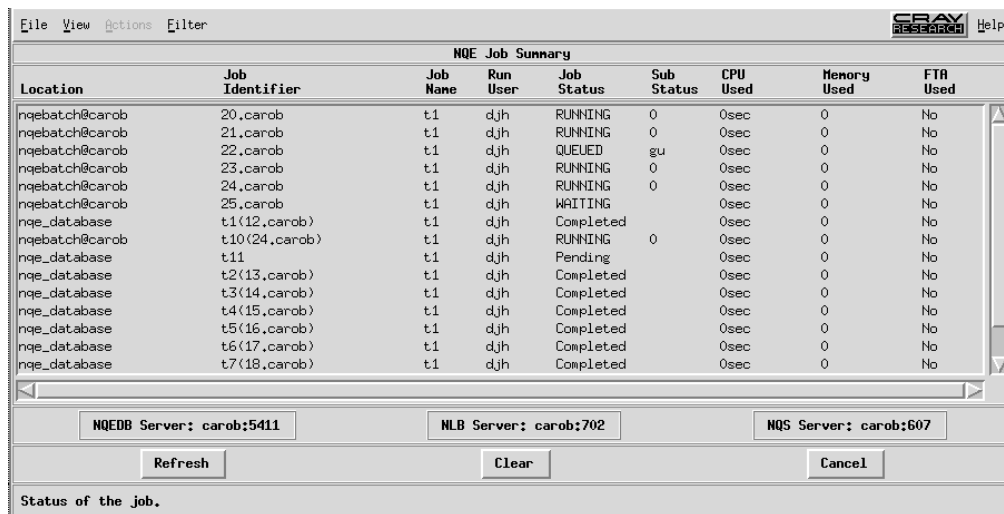 File View Actions Filter CRAY RESEARCH Help
NQE Job Summary
Job Job Run Job Sub CPU Memory FTA
Location Identifier Name User Status Status Used Used Used
nqebatch@carob 20.carob t1 djh RUNNING 0 0sec 0 No
nqebatch@carob 21.carob t1 djh RUNNING 0 0sec 0 No
nqebatch@carob 22.carob t1 djh QUEUED gu 0sec 0 No
nqebatch@carob 23.carob t1 djh RUNNING 0 0sec 0 No
nqebatch@carob 24.carob t1 djh RUNNING 0 0sec 0 No
nqebatch@carob 25.carob t1 djh WAITING 0sec 0 No
nqe_database t1(12.carob) t1 djh Completed 0sec 0 No
nqebatch@carob t10(24.carob) t1 djh RUNNING 0 0sec 0 No
nqe_database t11 t1 djh Pending 0sec 0 No
nqe_database t2(13.carob) t1 djh Completed 0sec 0 No
nqe_database t3(14.carob) t1 djh Completed 0sec 0 No
nqe_database t4(15.carob) t1 djh Completed 0sec 0 No
nqe_database t5(16.carob) t1 djh Completed 0sec 0 No
nqe_database t6(17.carob) t1 djh Completed 0sec 0 No
nqe_database t7(18.carob) t1 djh Completed 0sec 0 No
NQEDB Server: carob:5411 NLB Server: carob:702 NQS Server: carob:607
Refresh Clear Cancel
Status of the job.